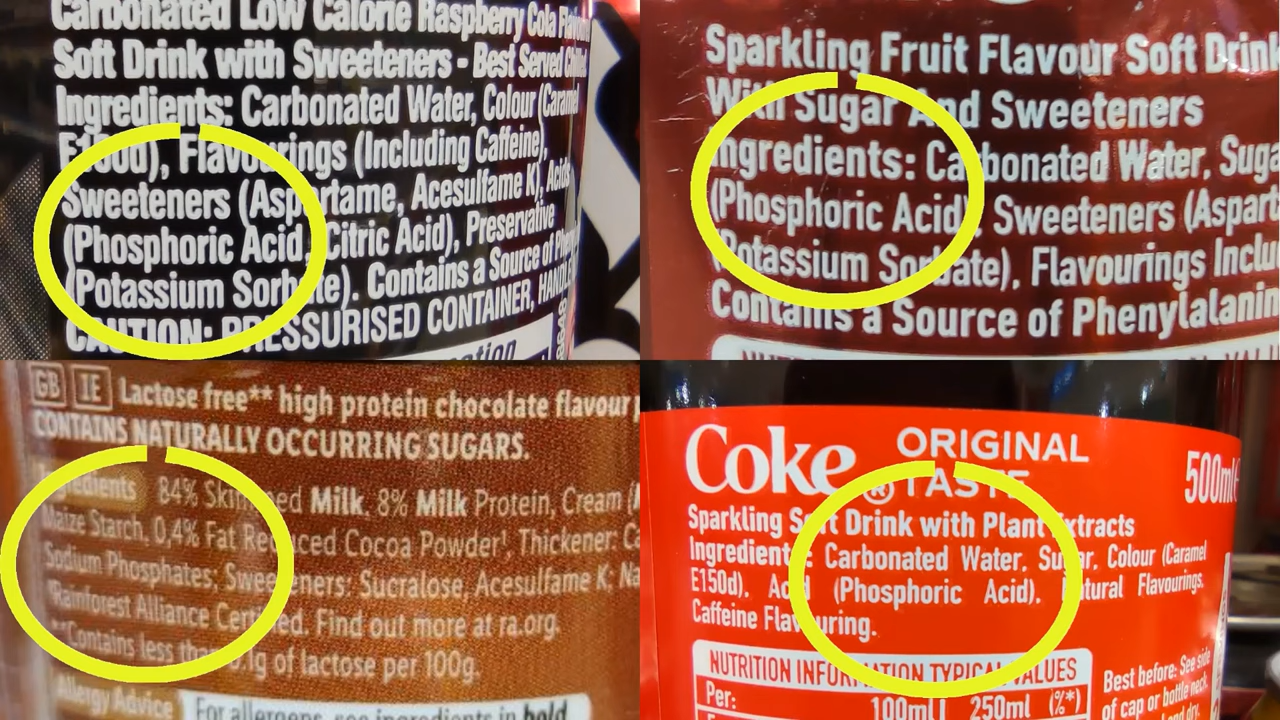 Carbonated Low Calorie Raspberry Cola
Soft Drink with Sweeteners - Best Served Chilled
Ingredients: Carbonated Water, Colour (Caramel
E150d), Flavourings (Including Caffeine),
Sweeteners (Aspartame, Acesulfame K), Acids
(Phosphoric Acid, Citric Acid), Preservative
(Potassium Sorbate). Contains a Source of
CAUTION: PRESSURISED CONTAINER,
Sparkling Fruit Flavour Soft Drink
With Sugar And Sweeteners
Ingredients: Carbonated Water, Suga
(Phosphoric Acid) Sweeteners (Aspart
(Potassium Sorbate), Flavourings Inclu
Contains a Source of Phenylalanin
GB IE Lactose free** high protein chocolate flavour
CONTAINS NATURALLY OCCURRING SUGARS.
Ingredients 84% Skimmed Milk, 8% Milk Protein, Cream
Maize Starch, 0,4% Fat Reduced Cocoa Powder¹, Thickener: Ca
Sodium Phosphates; Sweeteners: Sucralose, Acesulfame K; Na
¹Rainforest Alliance Certified. Find out more at ra.org.
**Contains less than 0.1g of lactose per 100g.
Allergy Advice For allergens, see ingredients in bold.
Coke ® ORIGINAL
TASTE
500ml
Sparkling Soft Drink with Plant Extracts
Ingredients: Carbonated Water, Sugar, Colour (Caramel
E150d), Acid (Phosphoric Acid), Natural Flavourings,
Caffeine Flavouring.
NUTRITION INFORMATION TYPICAL VALUES
Per: 100ml 250ml (%*)
Best before: See side
of cap or bottle neck.